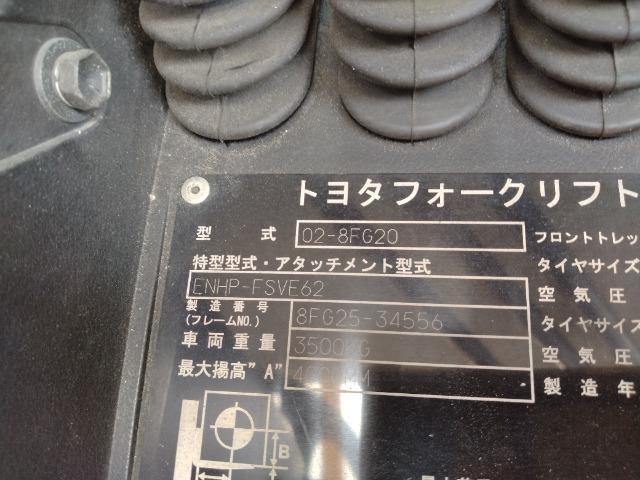 トヨタフォークリフト
型式 02-8FG20 フロントトレッ
特型型式・アタッチメント型式 タイヤサイズ
ENHP-FSVE62 空気圧
製造番号
(フレームNO.) 8FG25-34556 タイヤサイズ
車両重量 3500KG 空気圧
最大揚高"A" 製造年
B